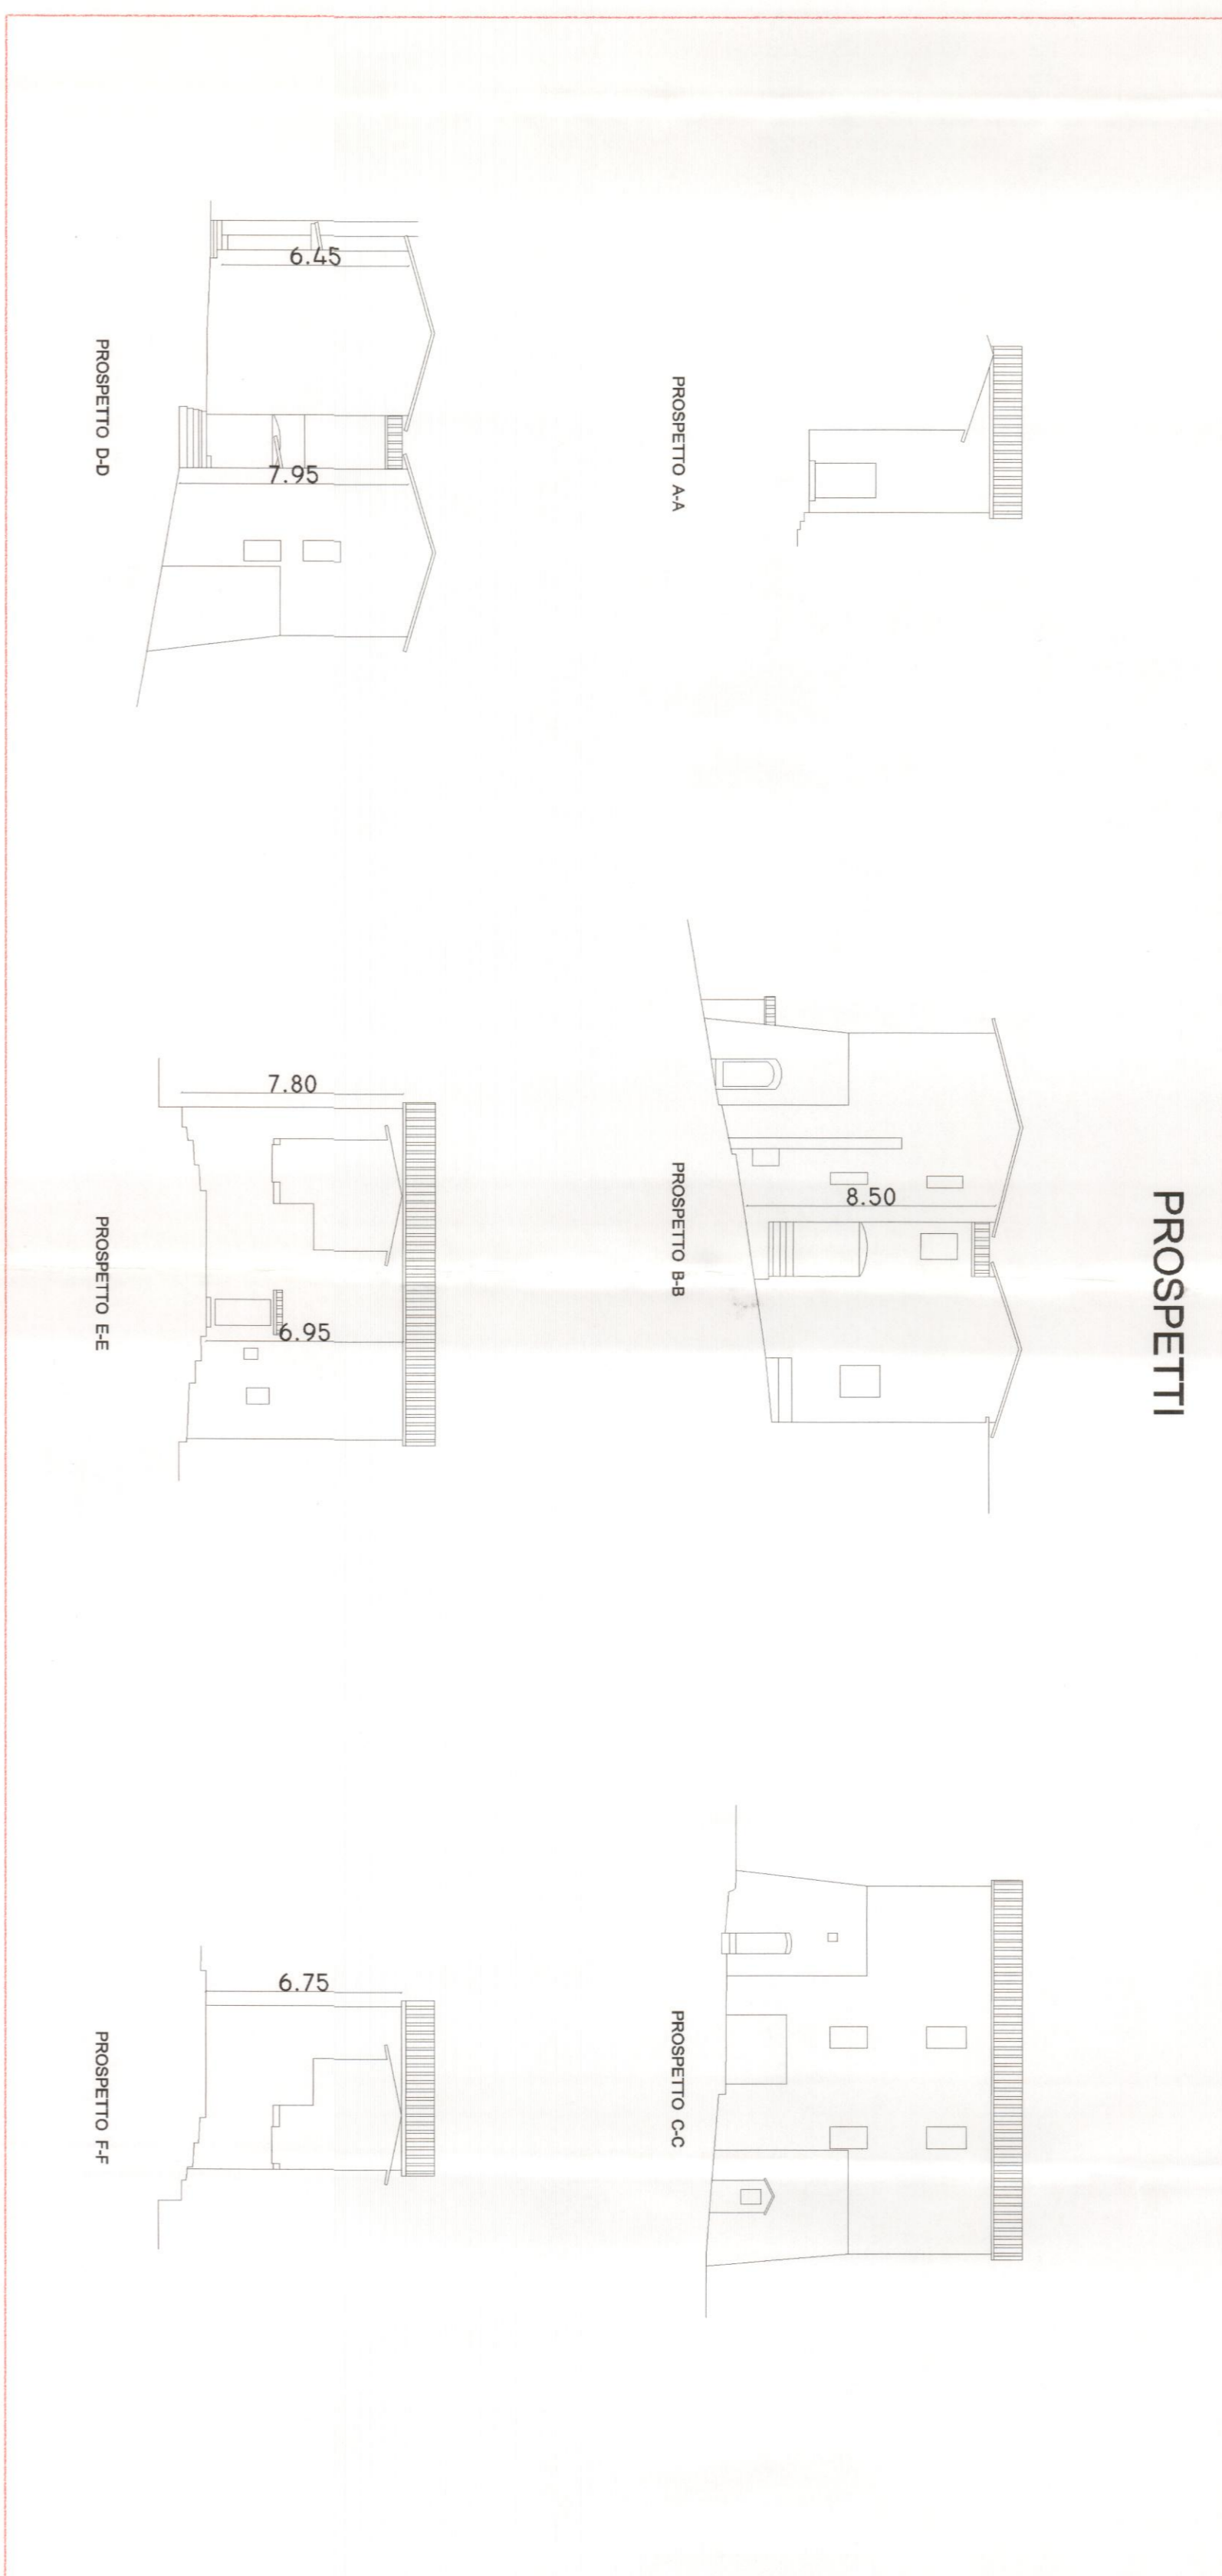 PROSPETTI
PROSPETTO A-A
8.50
PROSPETTO B-B
PROSPETTO C-C
6.45
7.95
PROSPETTO D-D
7.80
6.95
PROSPETTO E-E
6.75
PROSPETTO F-F